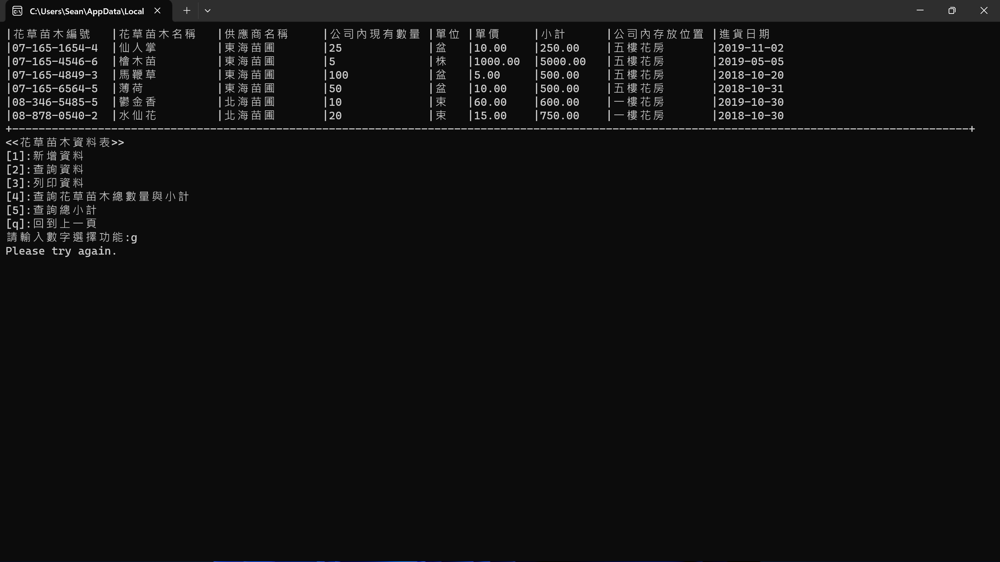 C:\Users\Sean\AppData\Local
|花草苗木編號 |花草苗木名稱 |供應商名稱 |公司內現有數量 |單位 |單價 |小計 |公司內存放位置 |進貨日期
|07-165-1654-4 |仙人掌 |東海苗圃 |25 |盆 |10.00 |250.00 |五樓花房 |2019-11-02
|07-165-4546-6 |檜木苗 |東海苗圃 |5 |株 |1000.00 |5000.00 |五樓花房 |2019-05-05
|07-165-4849-3 |馬鞭草 |東海苗圃 |100 |盆 |5.00 |500.00 |五樓花房 |2018-10-20
|07-165-6564-5 |薄荷 |東海苗圃 |50 |盆 |10.00 |500.00 |五樓花房 |2018-10-31
|08-346-5485-5 |鬱金香 |北海苗圃 |10 |束 |60.00 |600.00 |一樓花房 |2019-10-30
|08-878-0540-2 |水仙花 |北海苗圃 |20 |束 |15.00 |750.00 |一樓花房 |2018-10-30
+--------------------------------------------------------------------------------------------------------------------------------------------------+
<<花草苗木資料表>>
[1]:新增資料
[2]:查詢資料
[3]:列印資料
[4]:查詢花草苗木總數量與小計
[5]:查詢總小計
[q]:回到上一頁
請輸入數字選擇功能:g
Please try again.